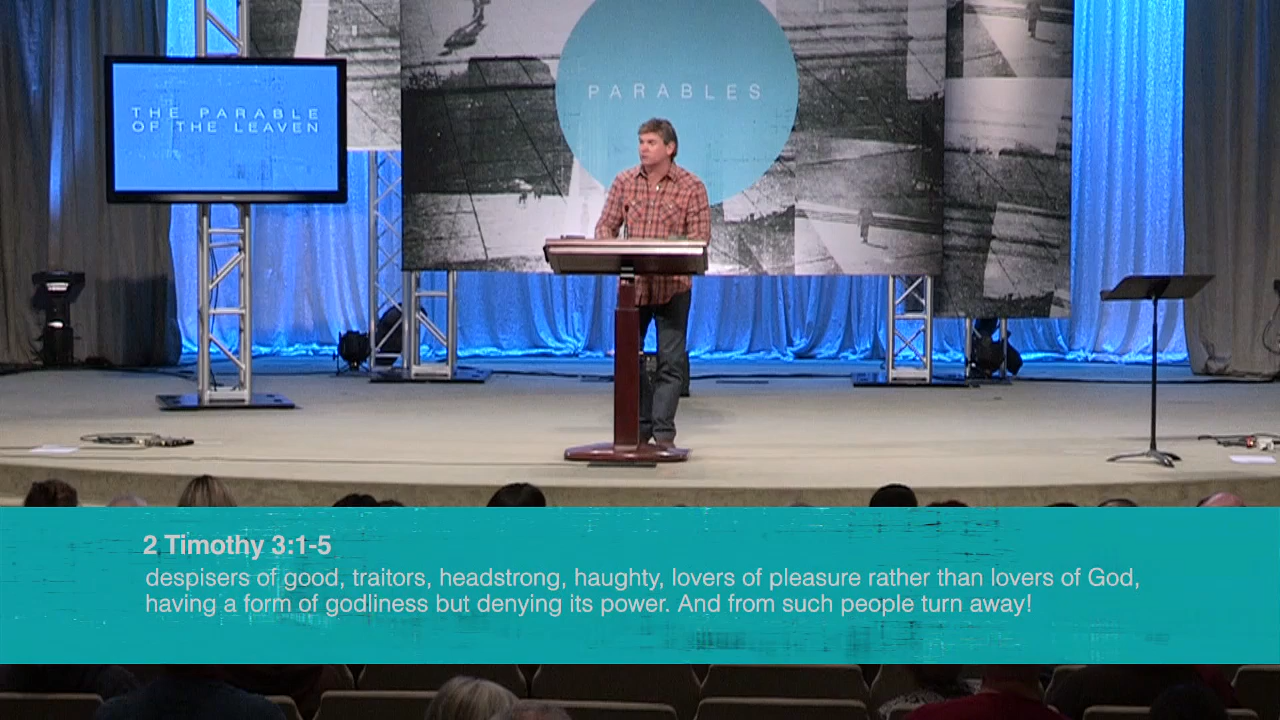 PARABLES
THE PARABLE
OF THE LEAVEN
2 Timothy 3:1-5
despisers of good, traitors, headstrong, haughty, lovers of pleasure rather than lovers of God,
having a form of godliness but denying its power. And from such people turn away!